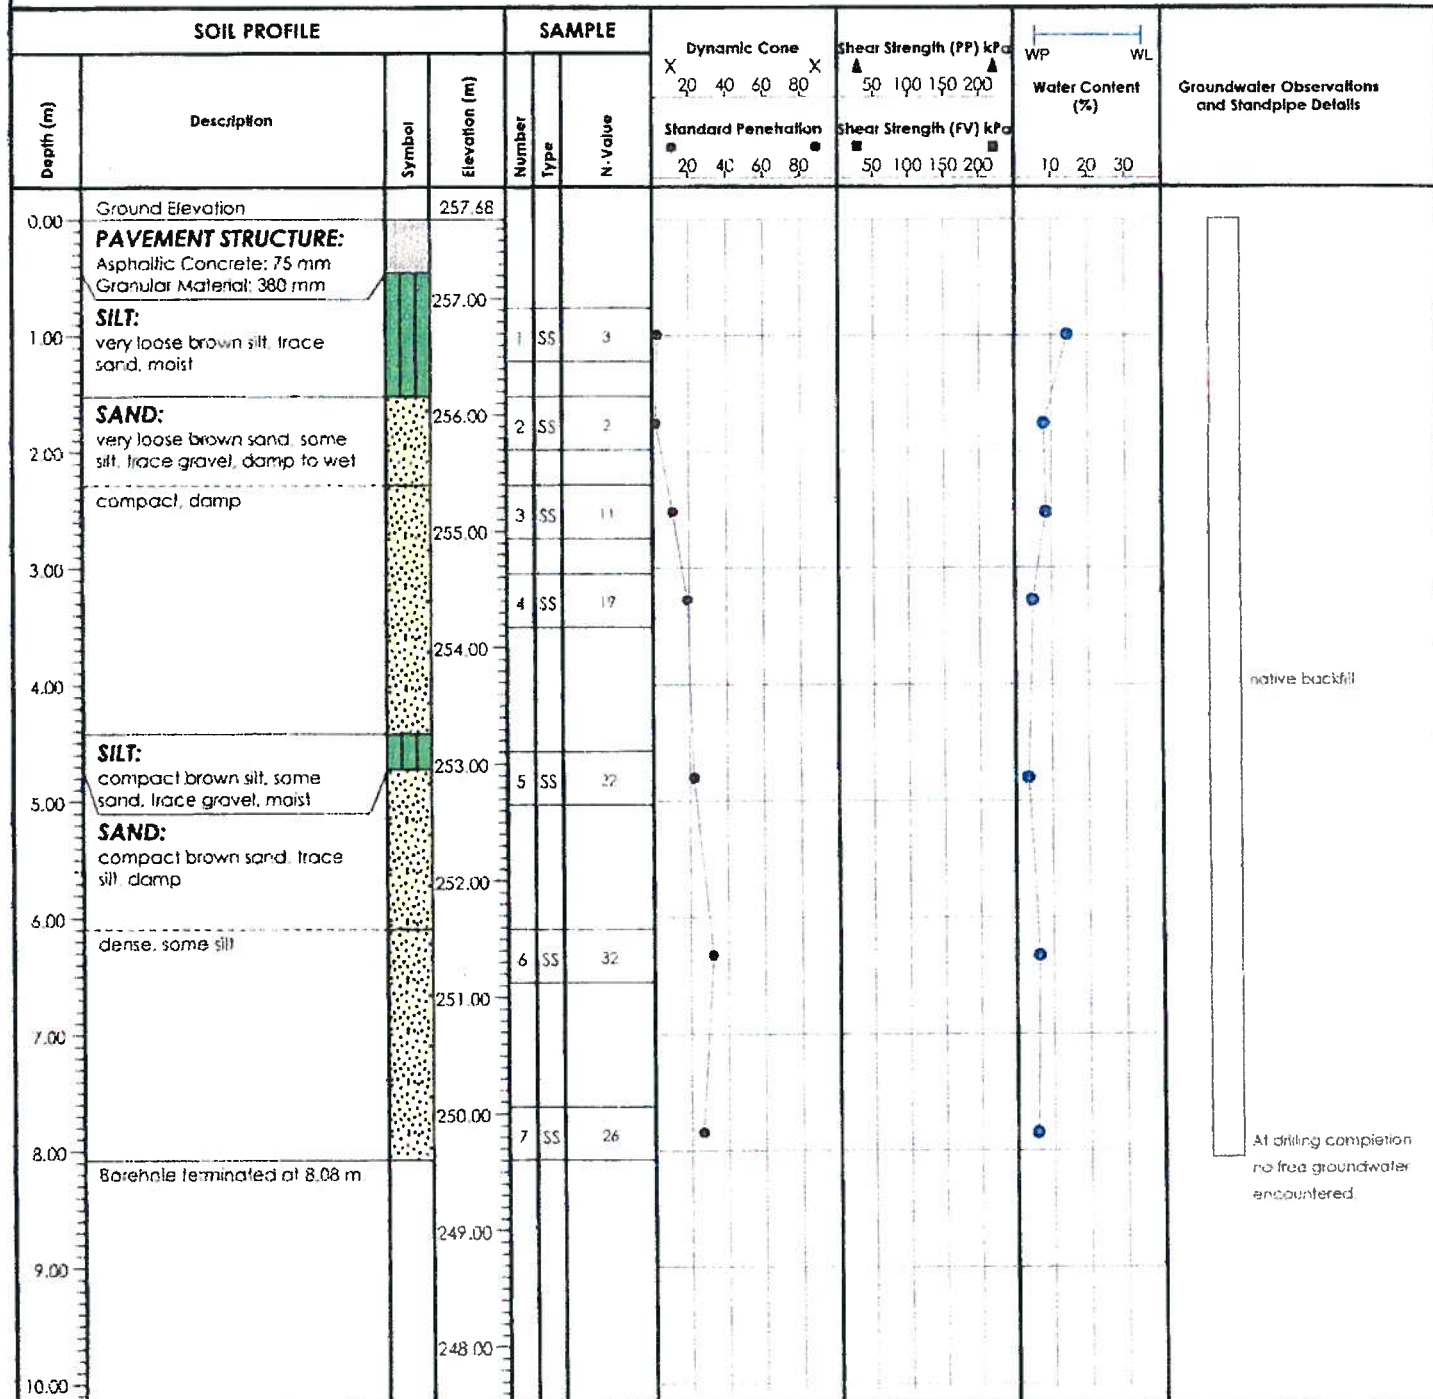 SOIL PROFILE
SAMPLE
Depth (m)
Description
Symbol
Elevation (m)
Number
Type
N-Value
Dynamic Cone
X X
20 40 60 80
Standard Penetration
20 40 60 80
Shear Strength (PP) kPa
50 100 150 200
Shear Strength (FV) kPa
50 100 150 200
WP WL
Water Content
(%)
10 20 30
Groundwater Observations
and Standpipe Details
Ground Elevation
257.68
0.00
PAVEMENT STRUCTURE:
Asphaltic Concrete: 75 mm
Granular Material: 380 mm
257.00
SILT:
very loose brown silt, trace
sand, moist
1.00
1 SS 3
SAND:
very loose brown sand, some
silt, trace gravel, damp to wet
256.00
2 SS 2
2.00
compact, damp
3 SS 11
255.00
3.00
4 SS 19
254.00
4.00
native backfill
SILT:
compact brown silt, some
sand, trace gravel, moist
253.00
5 SS 22
5.00
SAND:
compact brown sand, trace
silt, damp
252.00
6.00
dense, some silt
6 SS 32
251.00
7.00
250.00
7 SS 26
8.00
At drilling completion
no free groundwater
encountered.
Borehole terminated at 8.08 m
249.00
9.00
248.00
10.00